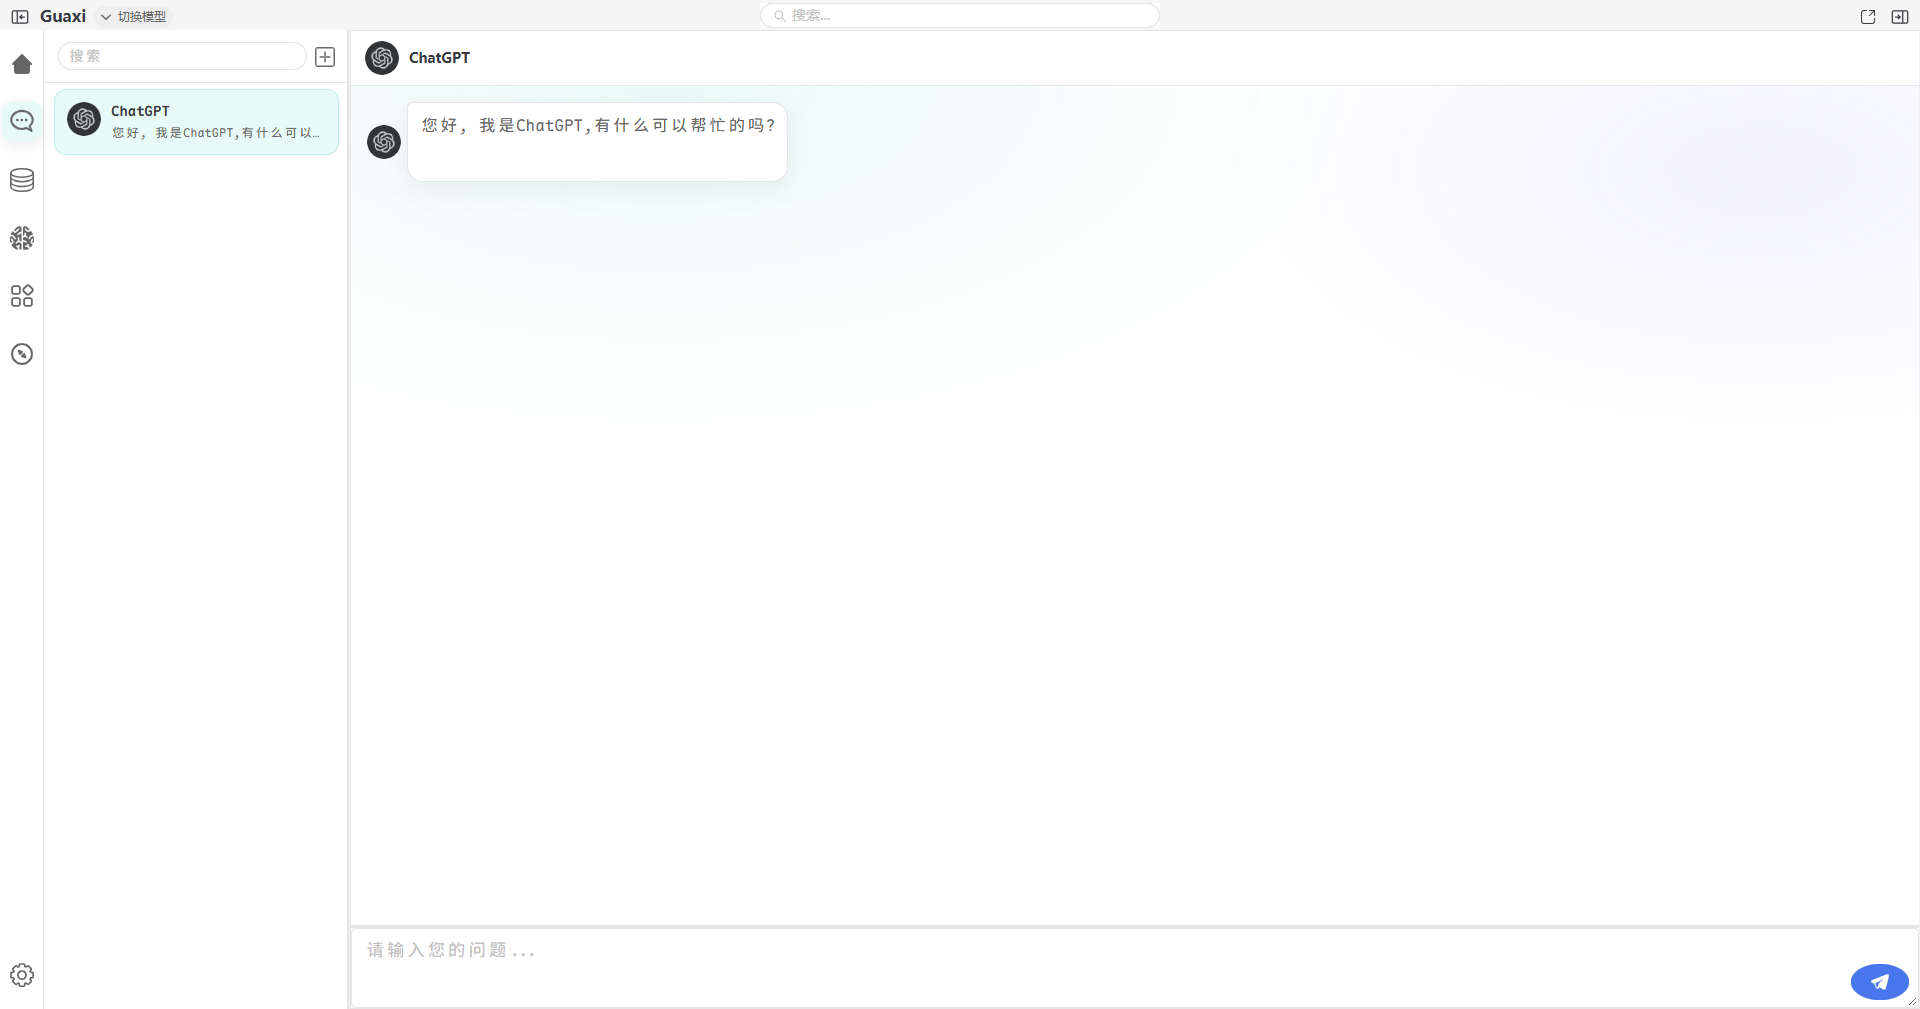 Guaxi 切换模型
搜索...
搜索
ChatGPT
您好，我是ChatGPT,有什么可以…
ChatGPT
您好，我是ChatGPT,有什么可以帮忙的吗?
请输入您的问题...